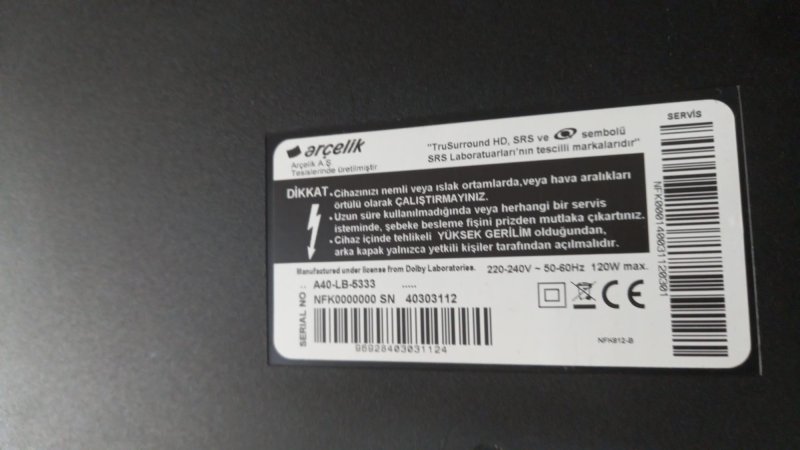 arçelik
Arçelik A.Ş.
Tesislerinde üretilmiştir
"TruSurround HD, SRS ve sembolü
SRS Laboratuarları'nın tescilli markalarıdır"
SERVİS
DİKKAT • Cihazınızı nemli veya ıslak ortamlarda,veya hava aralıkları
örtülü olarak ÇALIŞTIRMAYINIZ.
• Uzun süre kullanılmadığında veya herhangi bir servis
isteminde, şebeke besleme fişini prizden mutlaka çıkartınız.
• Cihaz içinde tehlikeli YÜKSEK GERİLİM olduğundan,
arka kapak yalnızca yetkili kişiler tarafından açılmalıdır.
Manufactured under license from Dolby Laboratories.
220-240V ~ 50-60Hz 120W max.
SERIAL NO : ..
A40-LB-5333 .....
NFK0000000 SN 40303112
95928403031124
CE
NFK812-B